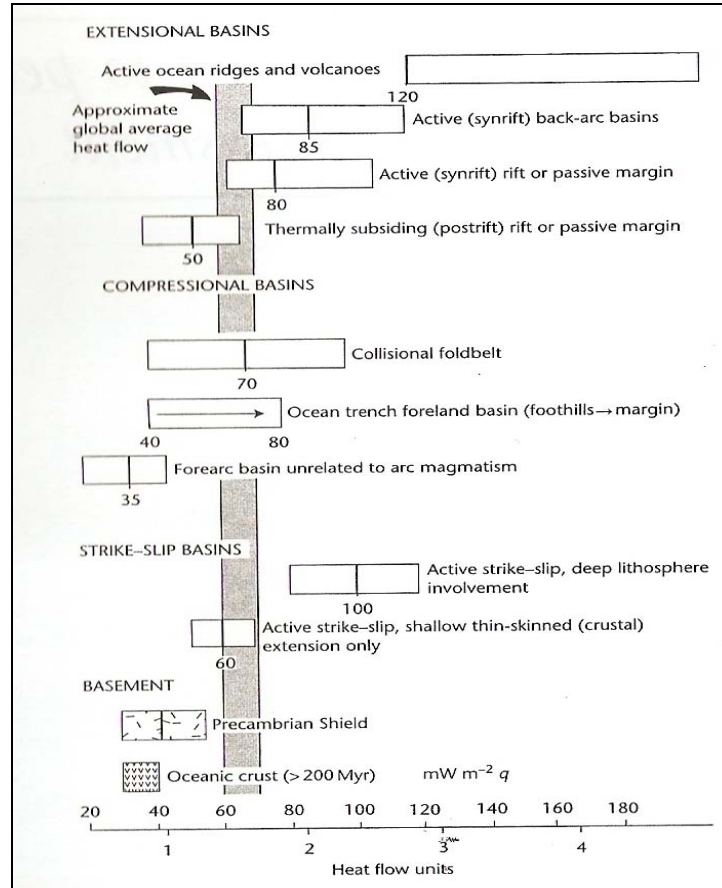 EXTENSIONAL BASINS
Active ocean ridges and volcanoes
120
Approximate
global average
heat flow
Active (synrift) back-arc basins
85
Active (synrift) rift or passive margin
80
Thermally subsiding (postrift) rift or passive margin
50
COMPRESSIONAL BASINS
Collisional foldbelt
70
Ocean trench foreland basin (foothills→margin)
40 80
Forearc basin unrelated to arc magmatism
35
STRIKE–SLIP BASINS
Active strike–slip, deep lithosphere
involvement
100
Active strike–slip, shallow thin-skinned (crustal)
extension only
60
BASEMENT
Precambrian Shield
Oceanic crust (> 200 Myr) mW m⁻² q
20 40 60 80 100 120 140 160 180
1 2 3 4
Heat flow units